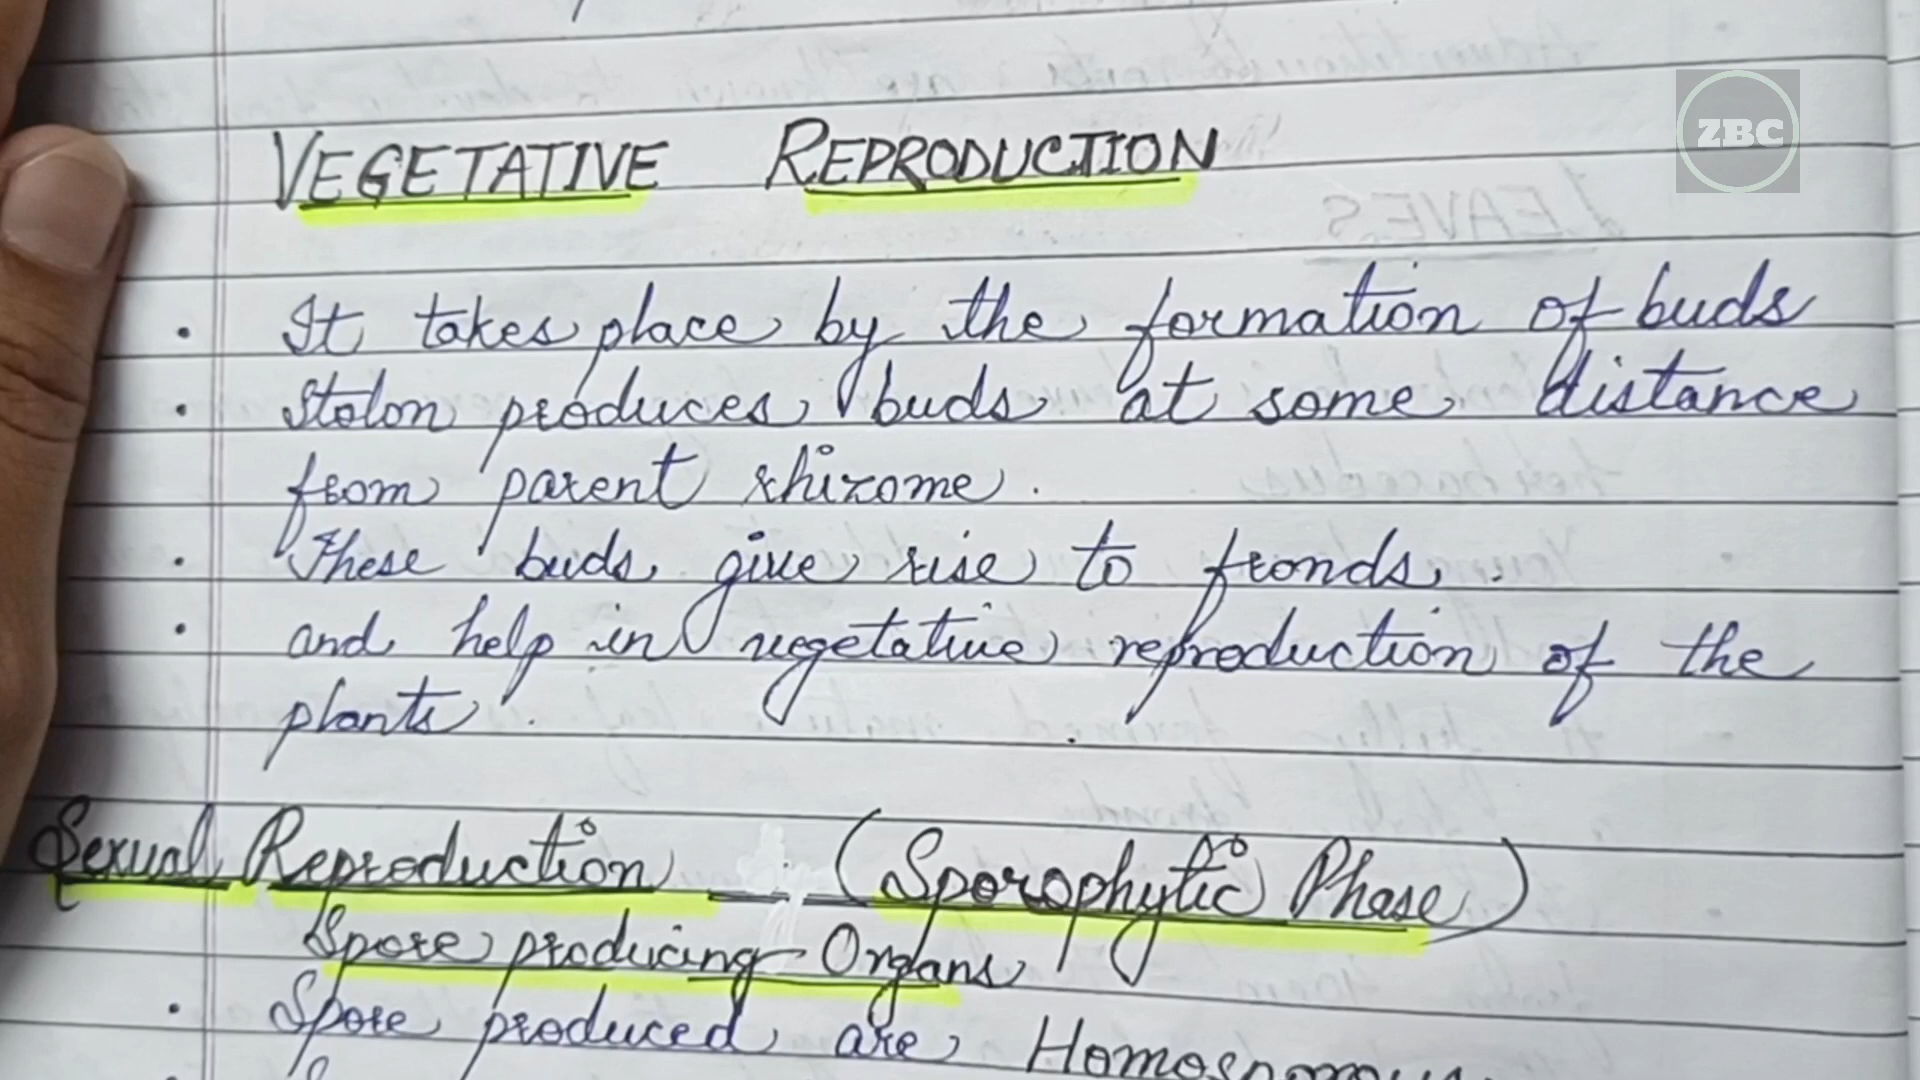 VEGETATIVE REPRODUCTION
ZBC
LEAVES
• It takes place by the formation of buds
• Stolon produces buds at some distance
from parent rhizome.
• These buds give rise to fronds.
• and help in vegetative reproduction of the
plants.
Sexual Reproduction - (Sporophytic Phase)
Spore producing Organs
• Spore produced are Homosporous